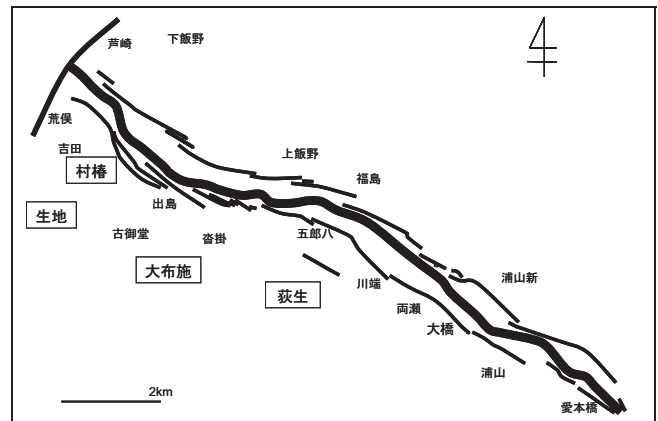 芦崎
下飯野
荒俣
吉田
村椿
上飯野
福島
生地
出島
古御堂
沓掛
五郎八
大布施
荻生
川端
浦山新
両瀬
大橋
浦山
2km
愛本橋